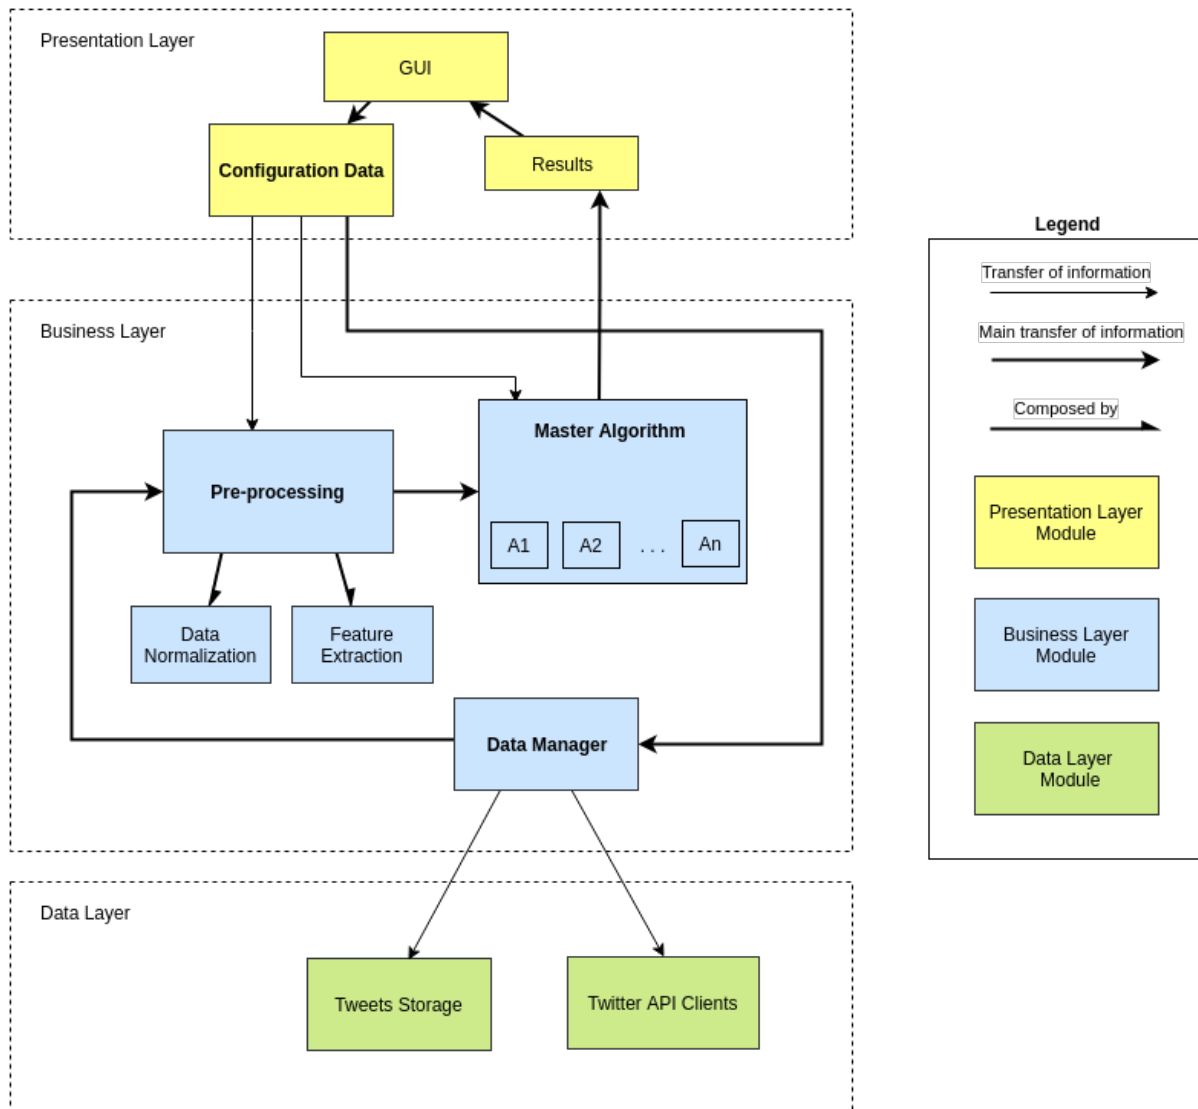 Presentation Layer
GUI
Configuration Data
Results
Business Layer
Master Algorithm
A1 A2 . . . An
Pre-processing
Data
Normalization
Feature
Extraction
Data Manager
Data Layer
Tweets Storage
Twitter API Clients
Legend
Transfer of information
Main transfer of information
Composed by
Presentation Layer
Module
Business Layer
Module
Data Layer
Module